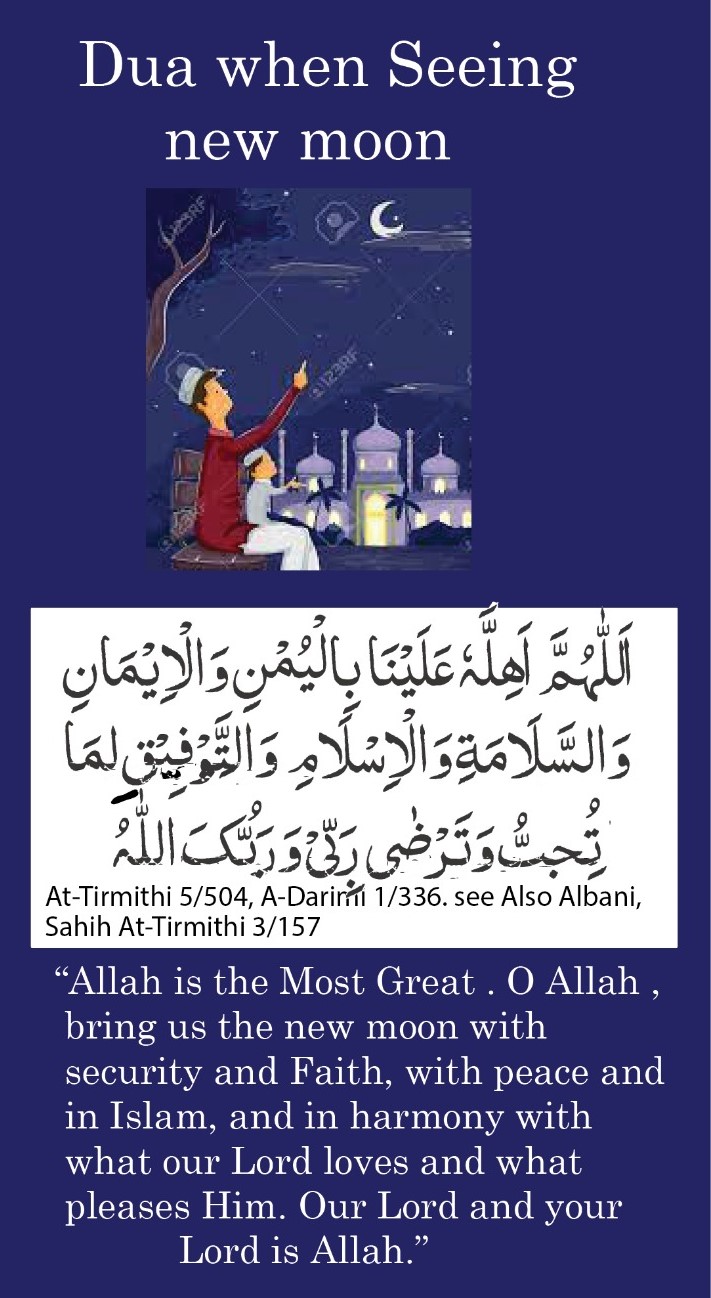 Dua when Seeing
new moon
123RF
123RF
اَللّٰهُمَّ اَهِلَّهٗ عَلَيْنَا بِالْيُمْنِ وَالْاِيْمَانِ
وَالسَّلَامَةِ وَالْاِسْلَامِ وَالتَّوْفِيْقِ لِمَا
تُحِبُّ وَتَرْضٰى رَبِّىْ وَرَبُّكَ اللّٰهُ
At-Tirmithi 5/504, A-Darimi 1/336. see Also Albani,
Sahih At-Tirmithi 3/157
“Allah is the Most Great . O Allah ,
bring us the new moon with
security and Faith, with peace and
in Islam, and in harmony with
what our Lord loves and what
pleases Him. Our Lord and your
Lord is Allah.”